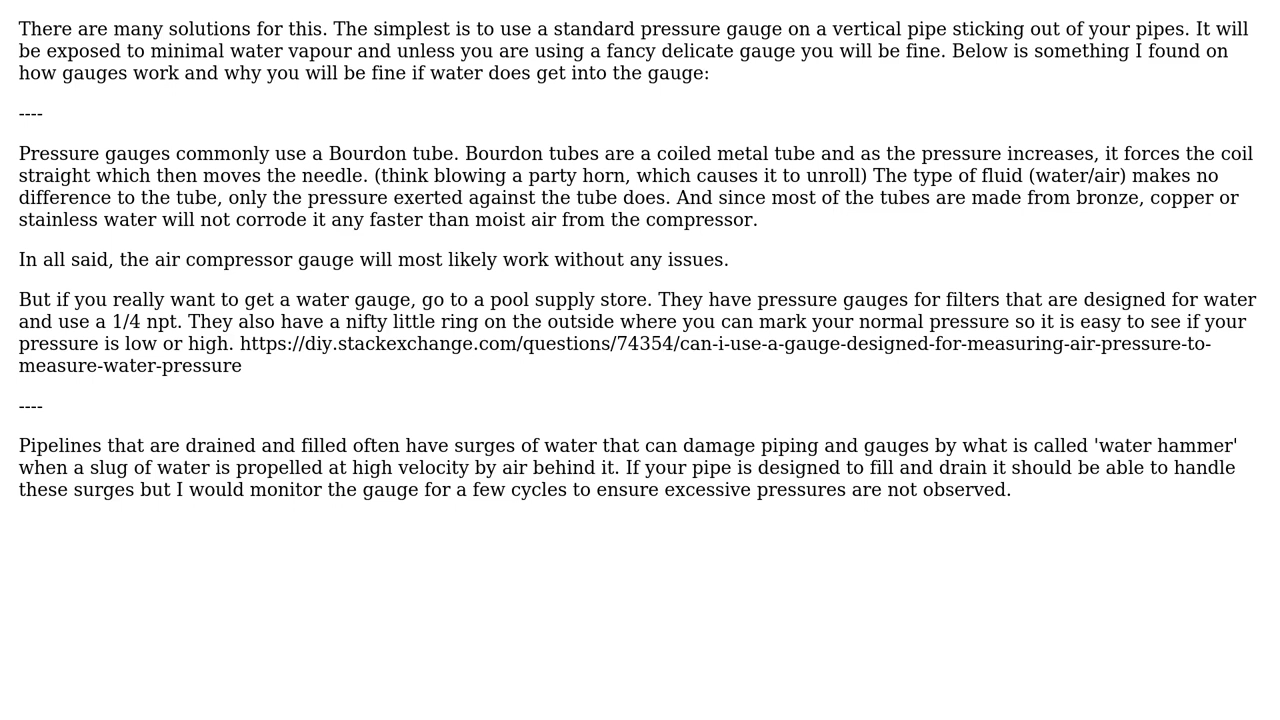 There are many solutions for this. The simplest is to use a standard pressure gauge on a vertical pipe sticking out of your pipes. It will
be exposed to minimal water vapour and unless you are using a fancy delicate gauge you will be fine. Below is something I found on
how gauges work and why you will be fine if water does get into the gauge:
----
Pressure gauges commonly use a Bourdon tube. Bourdon tubes are a coiled metal tube and as the pressure increases, it forces the coil
straight which then moves the needle. (think blowing a party horn, which causes it to unroll) The type of fluid (water/air) makes no
difference to the tube, only the pressure exerted against the tube does. And since most of the tubes are made from bronze, copper or
stainless water will not corrode it any faster than moist air from the compressor.
In all said, the air compressor gauge will most likely work without any issues.
But if you really want to get a water gauge, go to a pool supply store. They have pressure gauges for filters that are designed for water
and use a 1/4 npt. They also have a nifty little ring on the outside where you can mark your normal pressure so it is easy to see if your
pressure is low or high. https://diy.stackexchange.com/questions/74354/can-i-use-a-gauge-designed-for-measuring-air-pressure-to-
measure-water-pressure
----
Pipelines that are drained and filled often have surges of water that can damage piping and gauges by what is called 'water hammer'
when a slug of water is propelled at high velocity by air behind it. If your pipe is designed to fill and drain it should be able to handle
these surges but I would monitor the gauge for a few cycles to ensure excessive pressures are not observed.